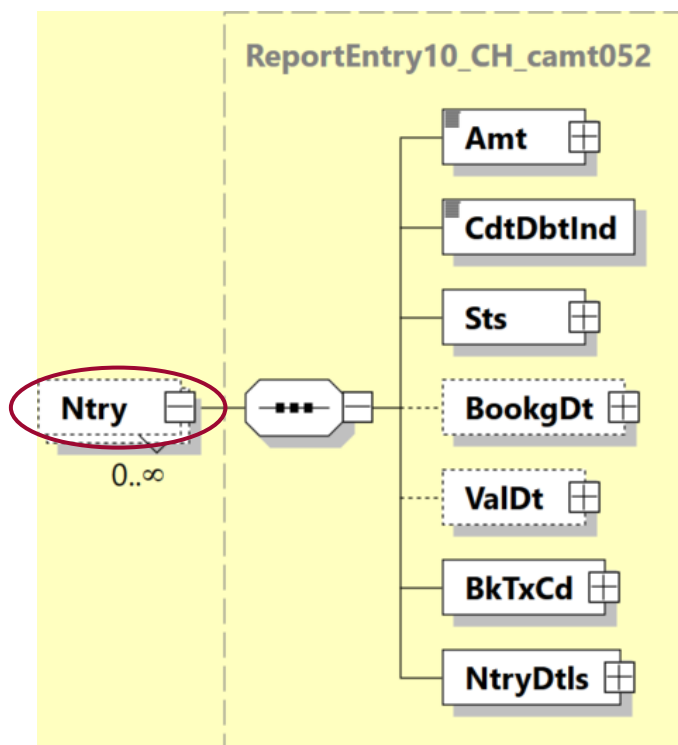 ReportEntry10_CH_camt052
Amt
CdtDbtInd
Sts
Ntry
0..∞
BookgDt
ValDt
BkTxCd
NtryDtls